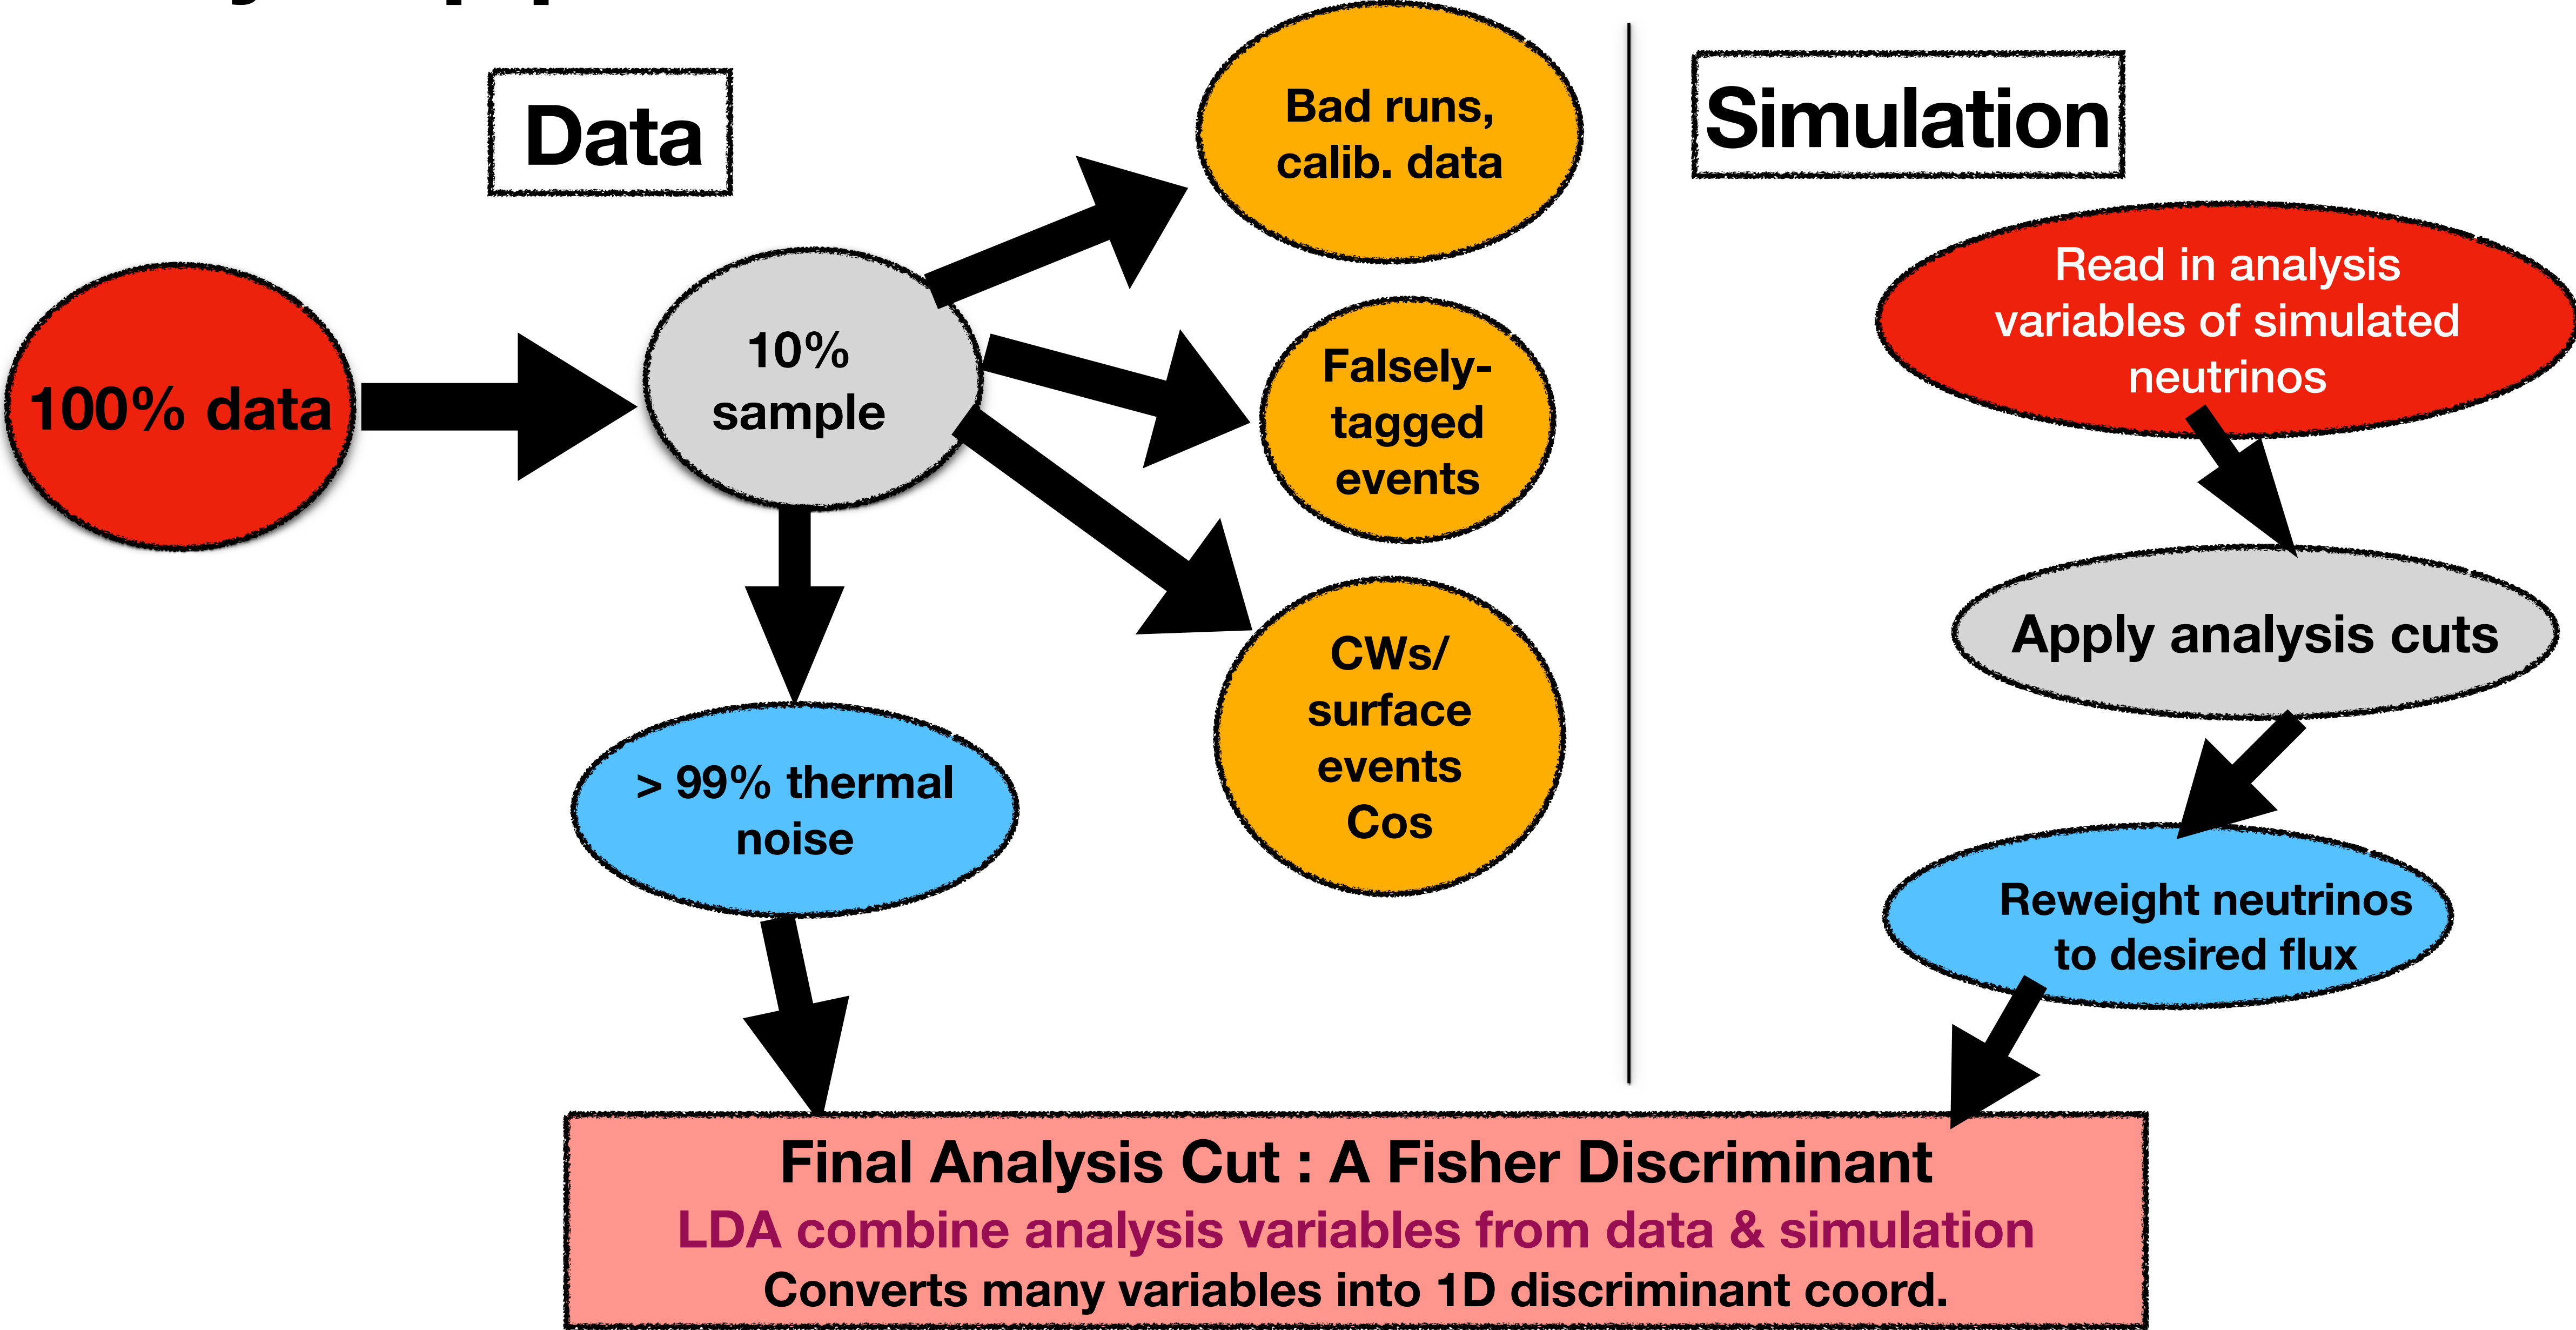 Data
Simulation
100% data
10%
sample
Bad runs,
calib. data
Falsely-
tagged
events
CWs/
surface
events
Cos
> 99% thermal
noise
Read in analysis
variables of simulated
neutrinos
Apply analysis cuts
Reweight neutrinos
to desired flux
Final Analysis Cut : A Fisher Discriminant
LDA combine analysis variables from data & simulation
Converts many variables into 1D discriminant coord.